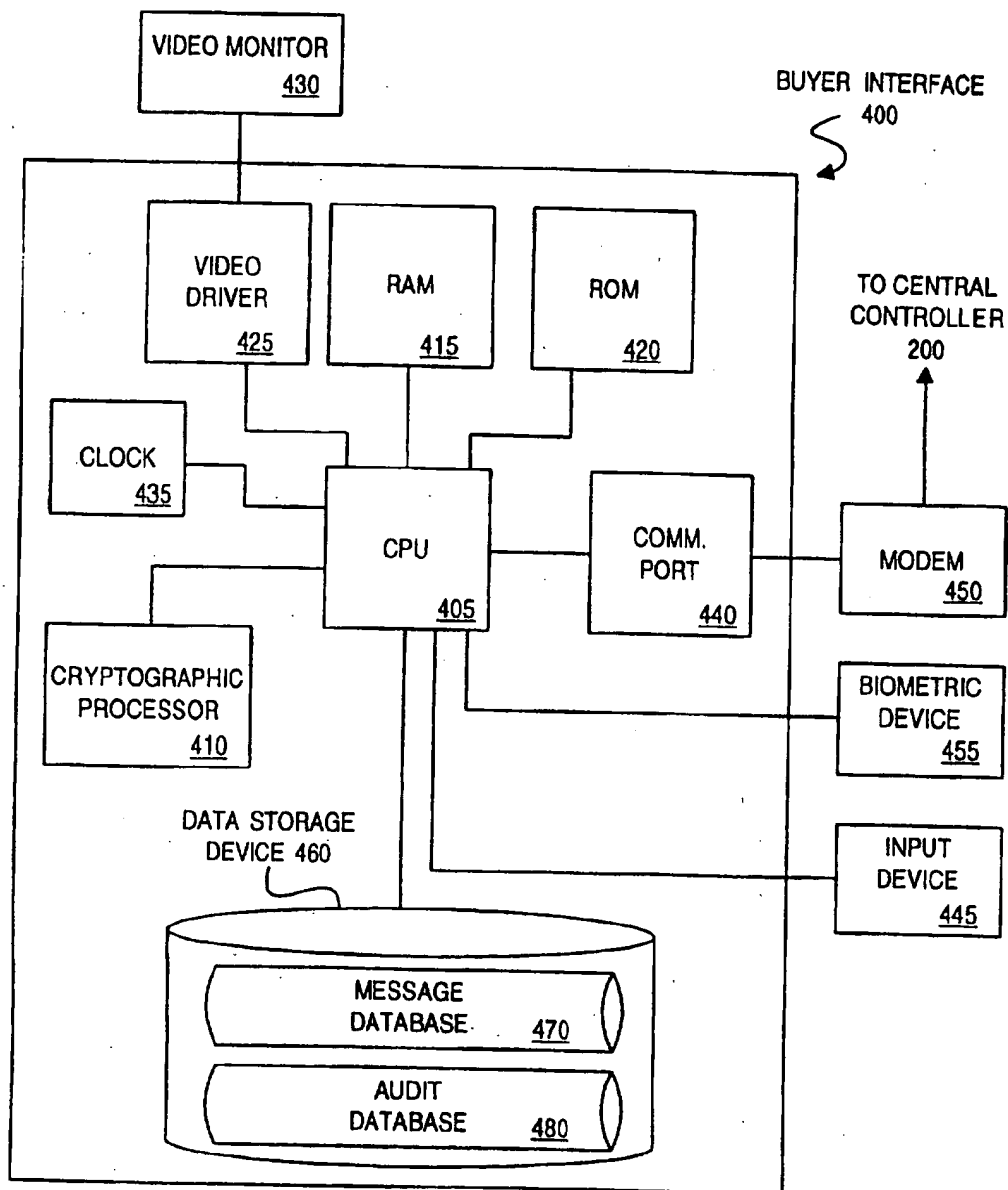 VIDEO MONITOR
430
BUYER INTERFACE
400
VIDEO
DRIVER
425
RAM
415
ROM
420
TO CENTRAL
CONTROLLER
200
CLOCK
435
CPU
405
COMM.
PORT
440
MODEM
450
CRYPTOGRAPHIC
PROCESSOR
410
BIOMETRIC
DEVICE
455
DATA STORAGE
DEVICE 460
INPUT
DEVICE
445
MESSAGE
DATABASE
470
AUDIT
DATABASE
480